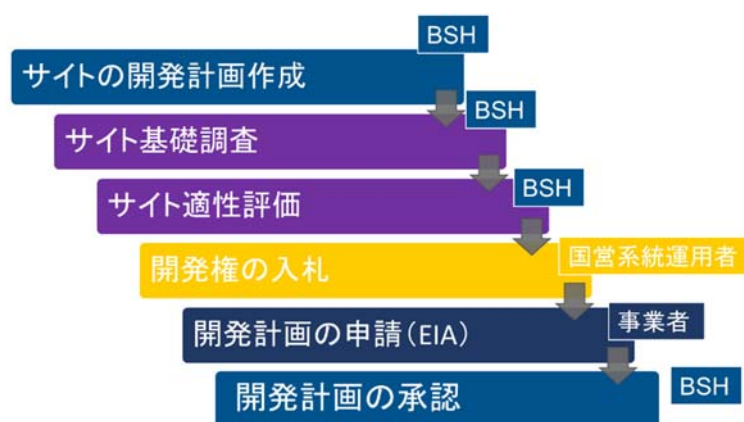 BSH
サイトの開発計画作成
BSH
サイト基礎調査
BSH
サイト適性評価
国営系統運用者
開発権の入札
事業者
開発計画の申請(EIA)
BSH
開発計画の承認